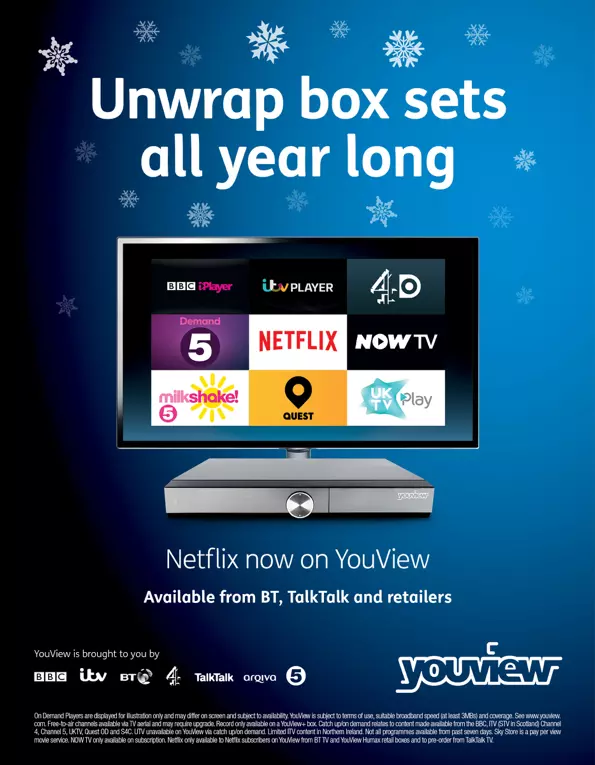 Unwrap box sets
all year long
BBC iPlayer
itv PLAYER
4oD
Demand
5
NETFLIX
NOW TV
milkshake!
5
QUEST
UK
TV Play
youview
Netflix now on YouView
Available from BT, TalkTalk and retailers
YouView is brought to you by
BBC itv BT 4 TalkTalk arqiva 5
youview
On Demand Players are displayed for illustration only and may differ on screen and subject to availability. YouView is subject to terms of use, suitable broadband speed (at least 3MBs) and coverage. See www.youview.
com. Free-to-air channels available via TV aerial and may require upgrade. Record only available on a YouView+ box. Catch up/on demand relates to content made available from the BBC, ITV (STV in Scotland) Channel
4, Channel 5, UKTV, Quest OD and S4C. UTV unavailable on YouView via catch up/on demand. Limited ITV content in Northern Ireland. Not all programmes available from past seven days. Sky Store is a pay per view
movie service. NOW TV only available on subscription. Netflix only available to Netflix subscribers on YouView from BT TV and YouView Humax retail boxes and to pre-order from TalkTalk TV.